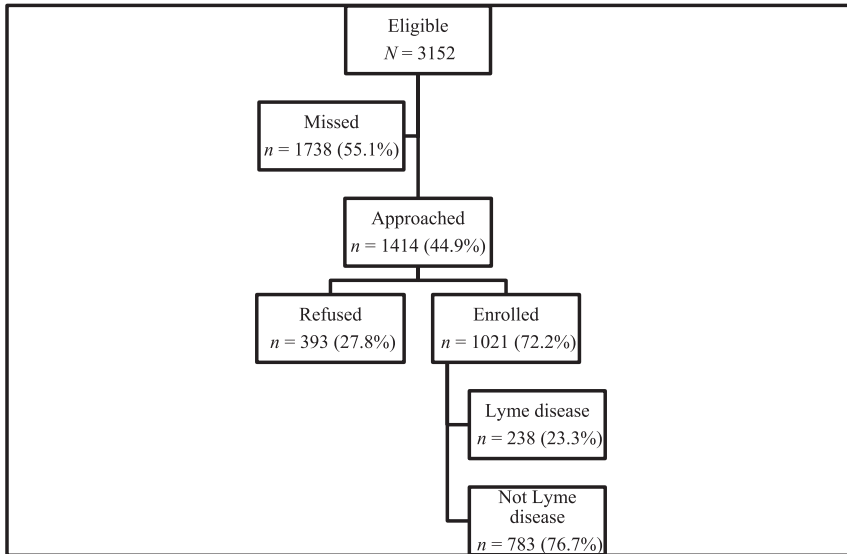 Eligible
N = 3152
Missed
n = 1738 (55.1%)
Approached
n = 1414 (44.9%)
Refused
n = 393 (27.8%)
Enrolled
n = 1021 (72.2%)
Lyme disease
n = 238 (23.3%)
Not Lyme
disease
n = 783 (76.7%)